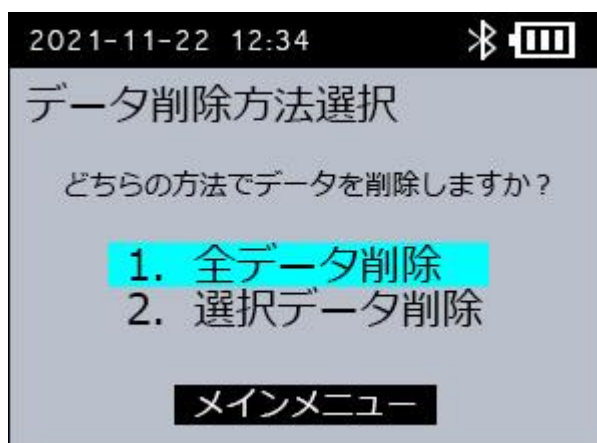 2021-11-22 12:34
データ削除方法選択
どちらの方法でデータを削除しますか？
1. 全データ削除
2. 選択データ削除
メインメニュー